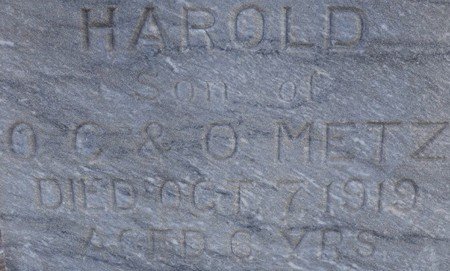 HAROLD
Son of
O C & O METZ
DIED OCT. 7, 1919
AGED 6 YRS.